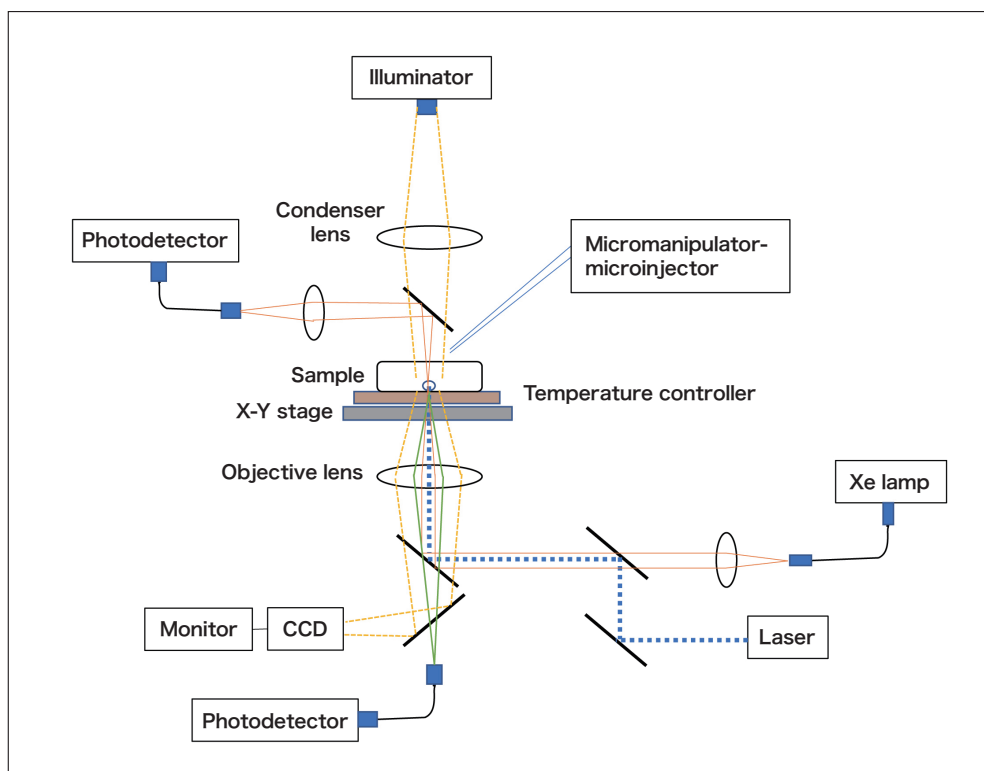 Illuminator
Condenser
lens
Photodetector
Micromanipulator-
microinjector
Sample
Temperature controller
X-Y stage
Objective lens
Xe lamp
Monitor
CCD
Laser
Photodetector